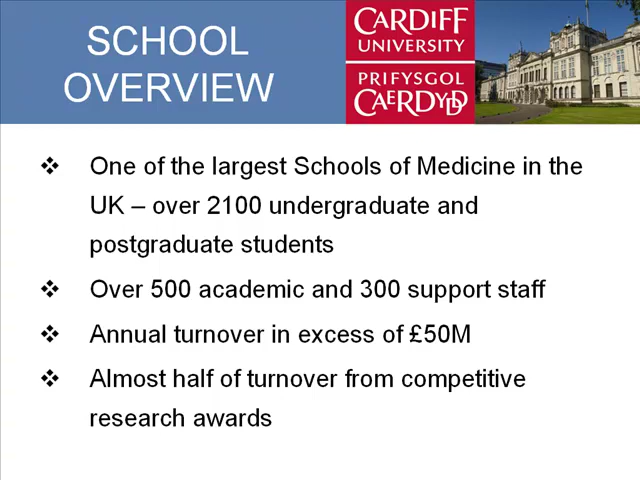 SCHOOL
OVERVIEW
CARDIFF
UNIVERSITY
PRIFYSGOL
CAERDYDD
❖ One of the largest Schools of Medicine in the
UK – over 2100 undergraduate and
postgraduate students
❖ Over 500 academic and 300 support staff
❖ Annual turnover in excess of £50M
❖ Almost half of turnover from competitive
research awards